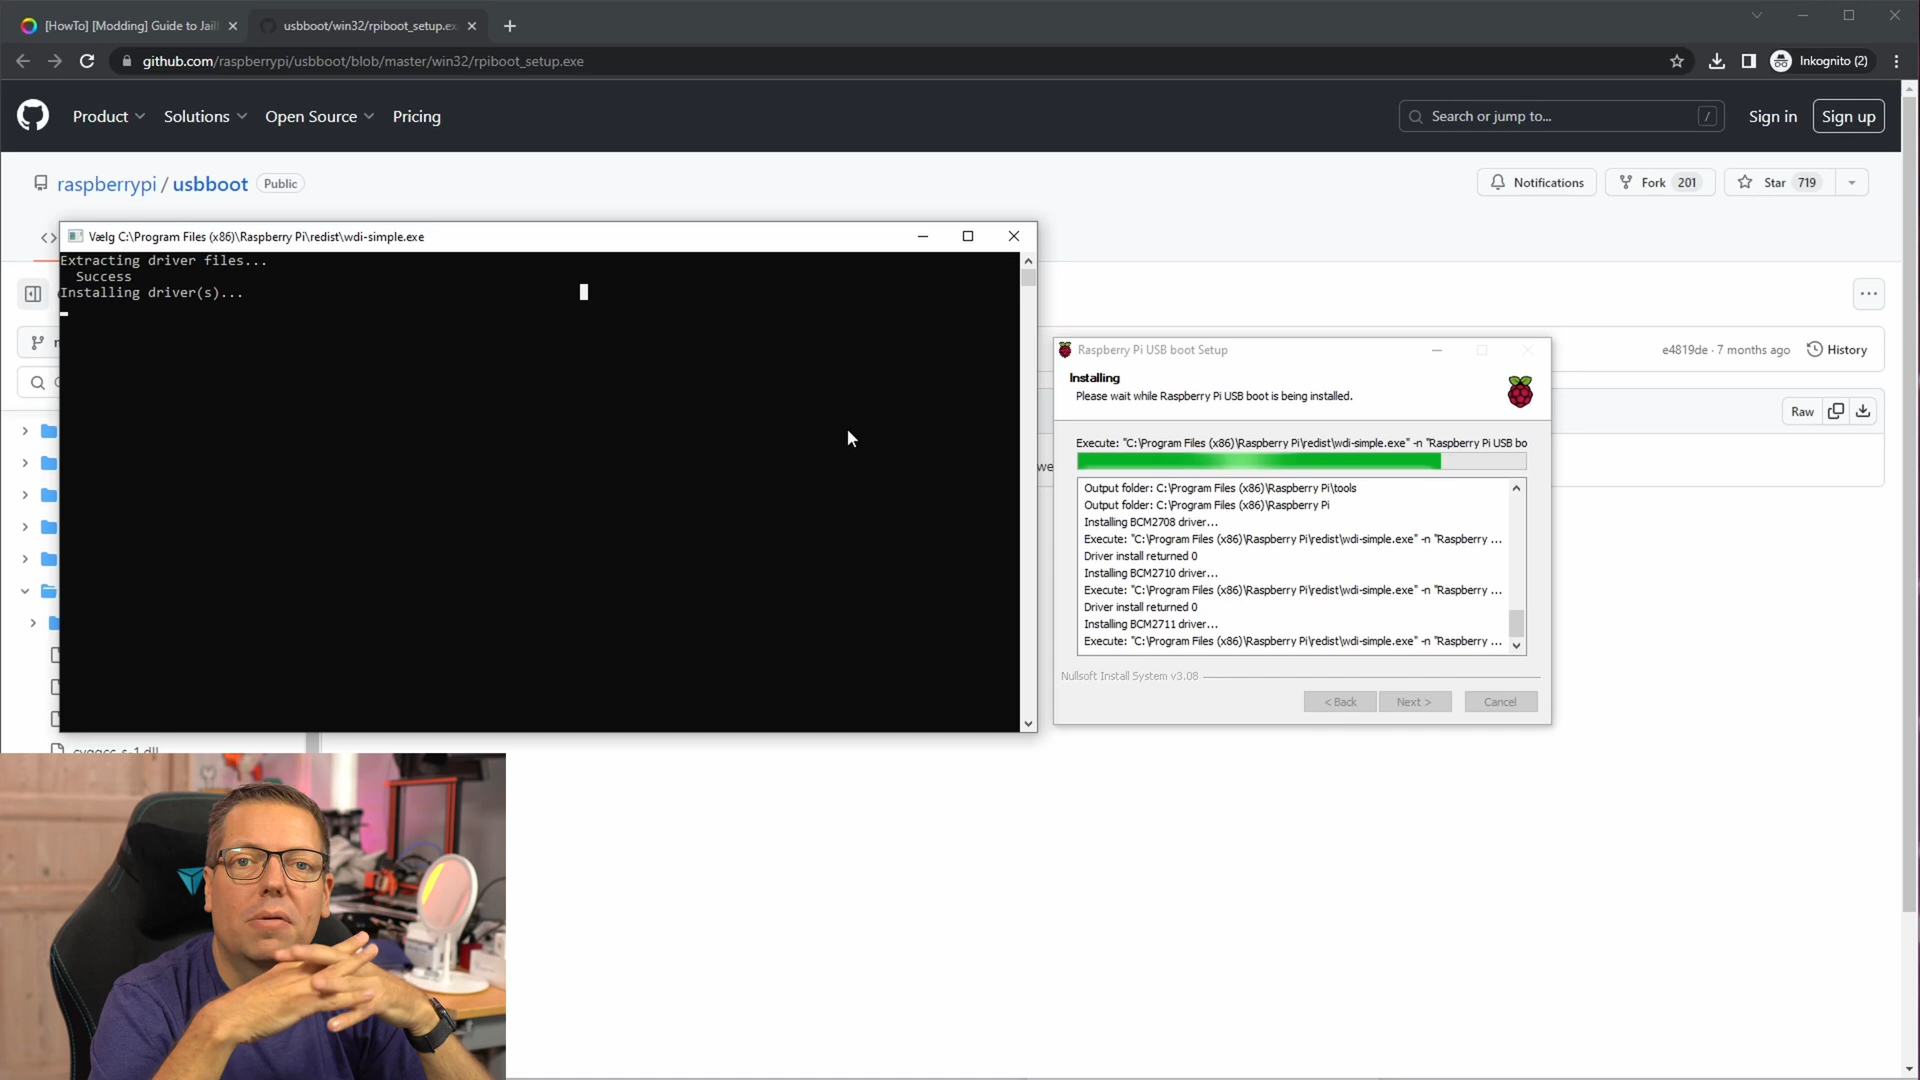 [HowTo] [Modding] Guide to Jail
usbboot/win32/rpiboot_setup.ex
github.com/raspberrypi/usbboot/blob/master/win32/rpiboot_setup.exe
Inkognito (2)
Product
Solutions
Open Source
Pricing
Search or jump to...
/
Sign in
Sign up
raspberrypi / usbboot
Public
Notifications
Fork 201
Star 719
Vælg C:\Program Files (x86)\Raspberry Pi\redist\wdi-simple.exe
Extracting driver files...
Success
Installing driver(s)...
e4819de · 7 months ago
History
Raw
Raspberry Pi USB boot Setup
Installing
Please wait while Raspberry Pi USB boot is being installed.
Execute: "C:\Program Files (x86)\Raspberry Pi\redist\wdi-simple.exe" -n "Raspberry Pi USB bo
Output folder: C:\Program Files (x86)\Raspberry Pi\tools
Output folder: C:\Program Files (x86)\Raspberry Pi
Installing BCM2708 driver...
Execute: "C:\Program Files (x86)\Raspberry Pi\redist\wdi-simple.exe" -n "Raspberry ...
Driver install returned 0
Installing BCM2710 driver...
Execute: "C:\Program Files (x86)\Raspberry Pi\redist\wdi-simple.exe" -n "Raspberry ...
Driver install returned 0
Installing BCM2711 driver...
Execute: "C:\Program Files (x86)\Raspberry Pi\redist\wdi-simple.exe" -n "Raspberry ...
Nullsoft Install System v3.08
< Back
Next >
Cancel
we